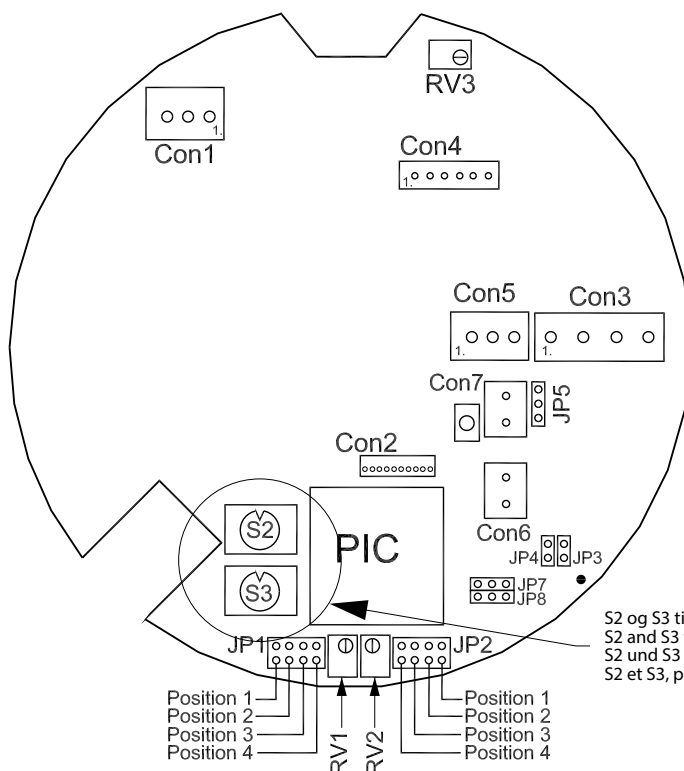 RV3
1.
Con1
Con4
1.
Con5
Con3
1.
1.
Con7
JP5
Con2
S2
PIC
Con6
S3
JP4
JP3
JP7
JP8
JP1
JP2
S2 og S3
S2 and S3
S2 und S3
S2 et S3,
Position 1
Position 2
Position 3
Position 4
RV1
RV2
Position 1
Position 2
Position 3
Position 4